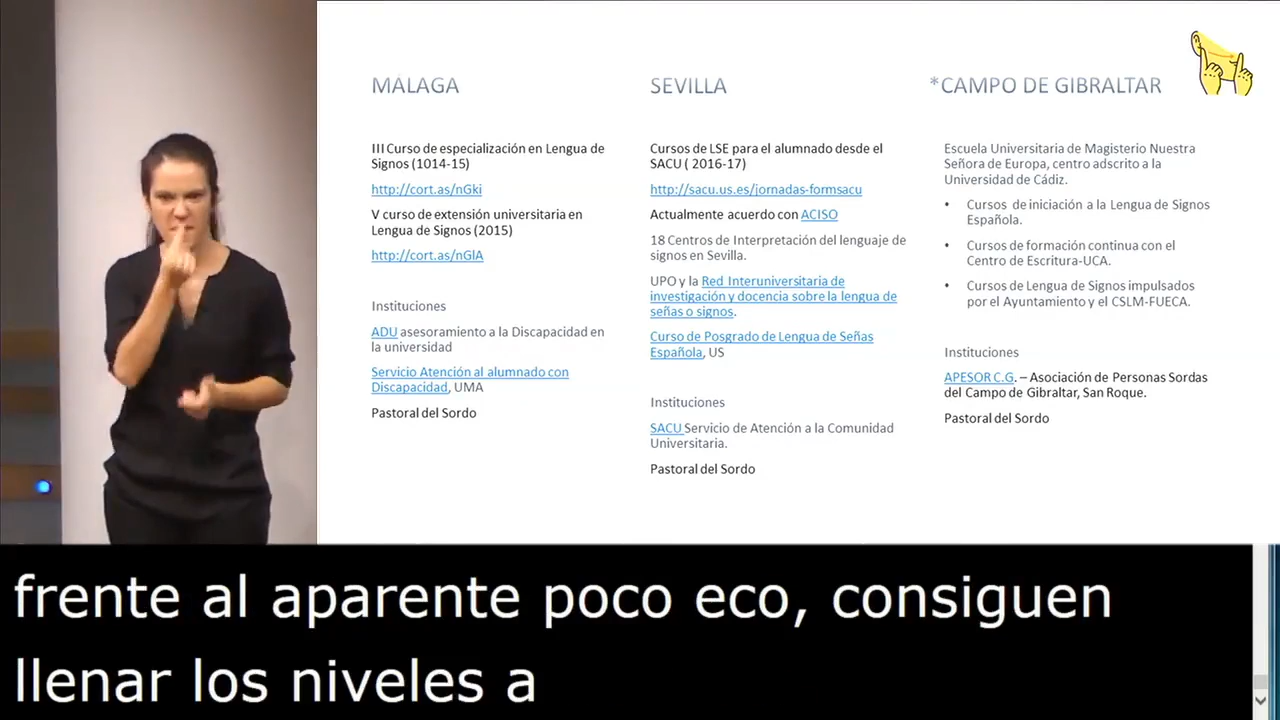 MÁLAGA
III Curso de especialización en Lengua de
Signos (1014-15)
http://cort.as/nGki
V curso de extensión universitaria en
Lengua de Signos (2015)
http://cort.as/nGlA
Instituciones
ADU asesoramiento a la Discapacidad en
la universidad
Servicio Atención al alumnado con
Discapacidad, UMA
Pastoral del Sordo
SEVILLA
Cursos de LSE para el alumnado desde el
SACU ( 2016-17)
http://sacu.us.es/jornadas-formsacu
Actualmente acuerdo con ACISO
18 Centros de Interpretación del lenguaje de
signos en Sevilla.
UPO y la Red Interuniversitaria de
investigación y docencia sobre la lengua de
señas o signos.
Curso de Posgrado de Lengua de Señas
Española, US
Instituciones
SACU Servicio de Atención a la Comunidad
Universitaria.
Pastoral del Sordo
*CAMPO DE GIBRALTAR
Escuela Universitaria de Magisterio Nuestra
Señora de Europa, centro adscrito a la
Universidad de Cádiz.
• Cursos de iniciación a la Lengua de Signos
Española.
• Cursos de formación continua con el
Centro de Escritura-UCA.
• Cursos de Lengua de Signos impulsados
por el Ayuntamiento y el CSLM-FUECA.
Instituciones
APESOR C.G. – Asociación de Personas Sordas
del Campo de Gibraltar, San Roque.
Pastoral del Sordo
frente al aparente poco eco, consiguen
llenar los niveles a